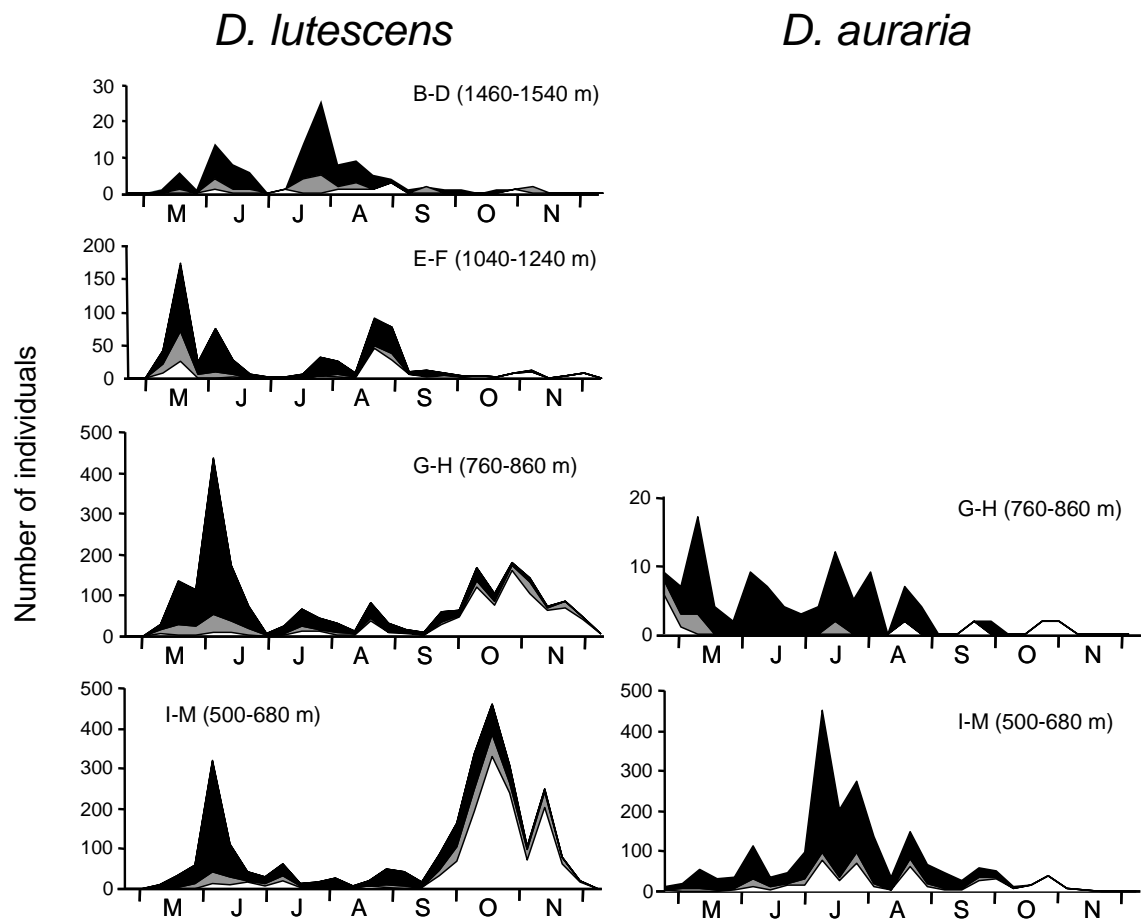 D. lutescens
D. auraria
Number of individuals
B-D (1460-1540 m)
30
20
10
0
M J J A S O N
E-F (1040-1240 m)
200
150
100
50
0
M J J A S O N
G-H (760-860 m)
500
400
300
200
100
0
M J J A S O N
I-M (500-680 m)
500
400
300
200
100
0
M J J A S O N
G-H (760-860 m)
20
10
0
M J J A S O N
I-M (500-680 m)
500
400
300
200
100
0
M J J A S O N